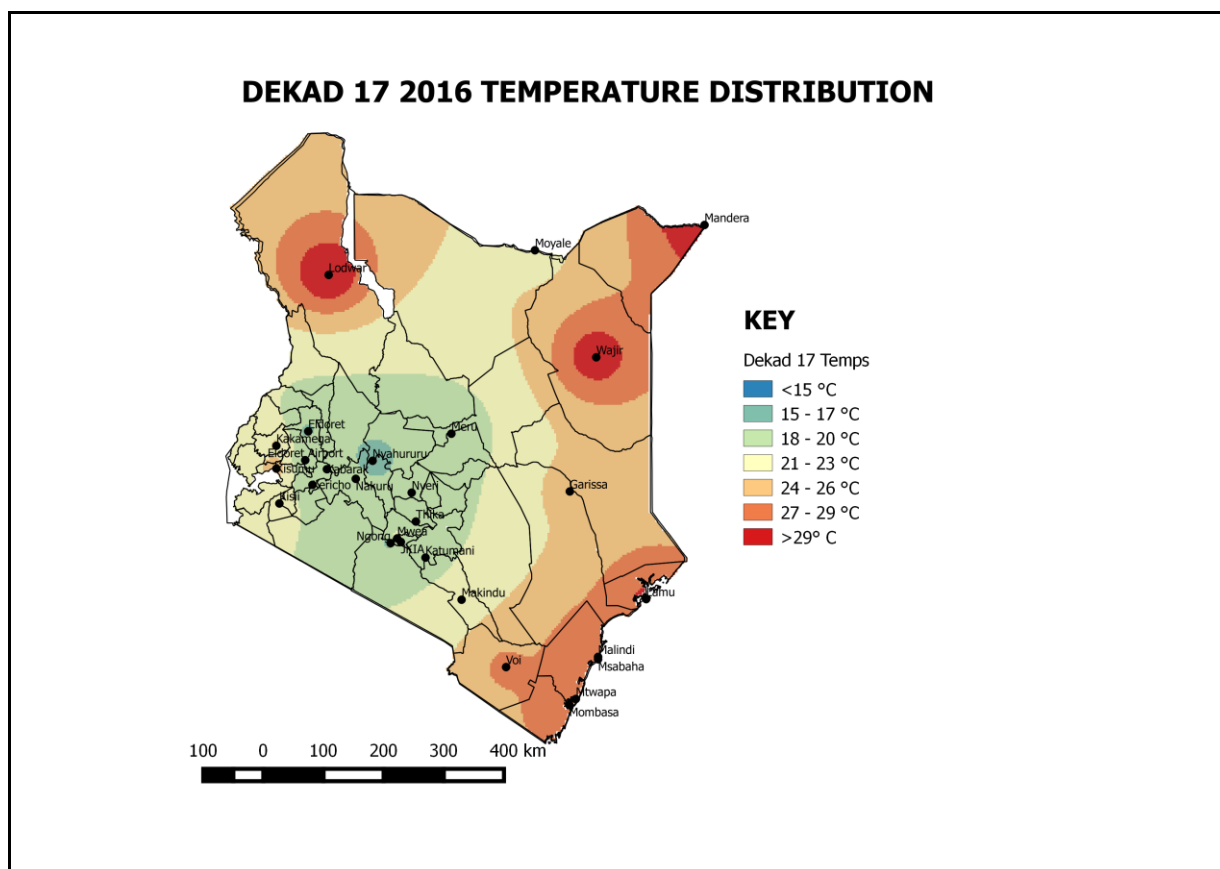 DEKAD 17 2016 TEMPERATURE DISTRIBUTION
Mandera
Moyale
Lodwar
KEY
Wajir
Dekad 17 Temps
<15 °C
15 - 17 °C
18 - 20 °C
21 - 23 °C
24 - 26 °C
27 - 29 °C
>29° C
Eldoret
Meru
Kakamega
Eldoret Airport
Nyahururu
Kisumu
Kabarak
Kericho
Nakuru
Nyeri
Garissa
Kisii
Thika
Ngong
Mwea
JKIA
Katumani
Makindu
Lamu
Voi
Malindi
Msabaha
Mtwapa
Mombasa
100 0 100 200 300 400 km